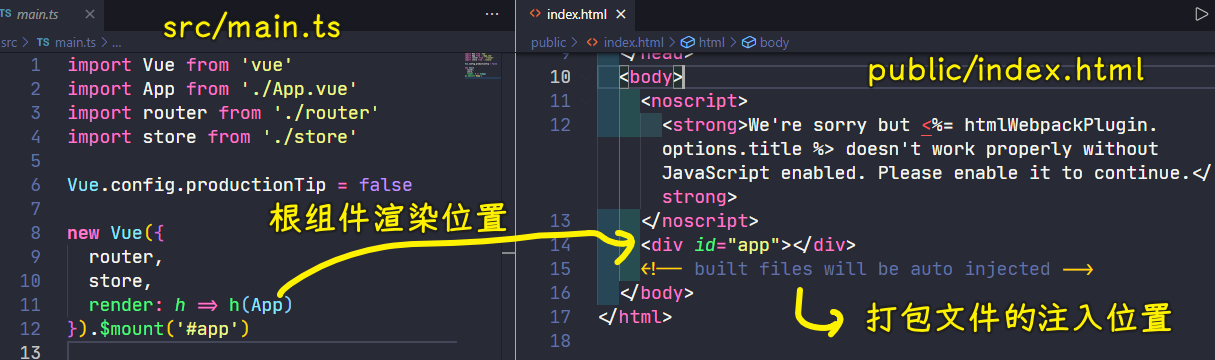 main.ts
src/main.ts
src > TS main.ts > ...
1 import Vue from 'vue'
2 import App from './App.vue'
3 import router from './router'
4 import store from './store'
5
6 Vue.config.productionTip = false
7
8 new Vue({
9 router,
10 store,
11 render: h => h(App)
12 }).$mount('#app')
13
根组件渲染位置
index.html
public > index.html > html > body
public/index.html
9 </head>
10 <body>
11 <noscript>
12 <strong>We're sorry but <%= htmlWebpackPlugin.
options.title %> doesn't work properly without
JavaScript enabled. Please enable it to continue.</
strong>
13 </noscript>
14 <div id="app"></div>
15 <!-- built files will be auto injected -->
16 </body>
17 </html>
18
打包文件的注入位置